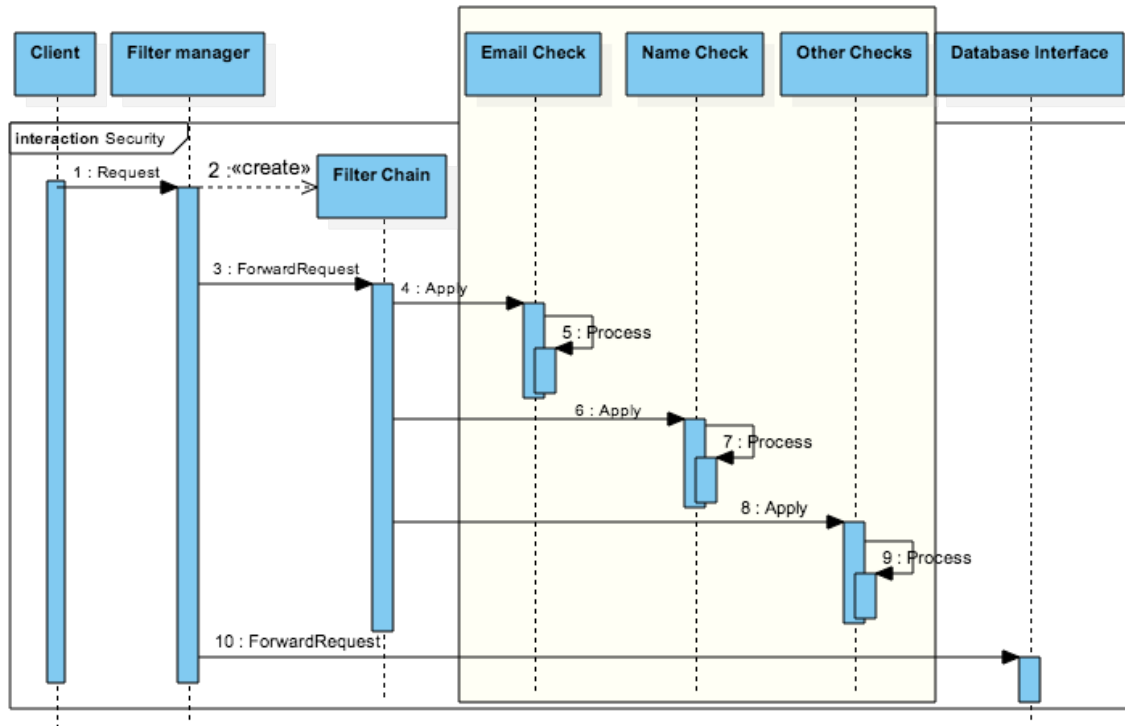 Client
Filter manager
Email Check
Name Check
Other Checks
Database Interface
interaction Security
1 : Request
2 :«create»
Filter Chain
3 : ForwardRequest
4 : Apply
5 : Process
6 : Apply
7 : Process
8 : Apply
9 : Process
10 : ForwardRequest